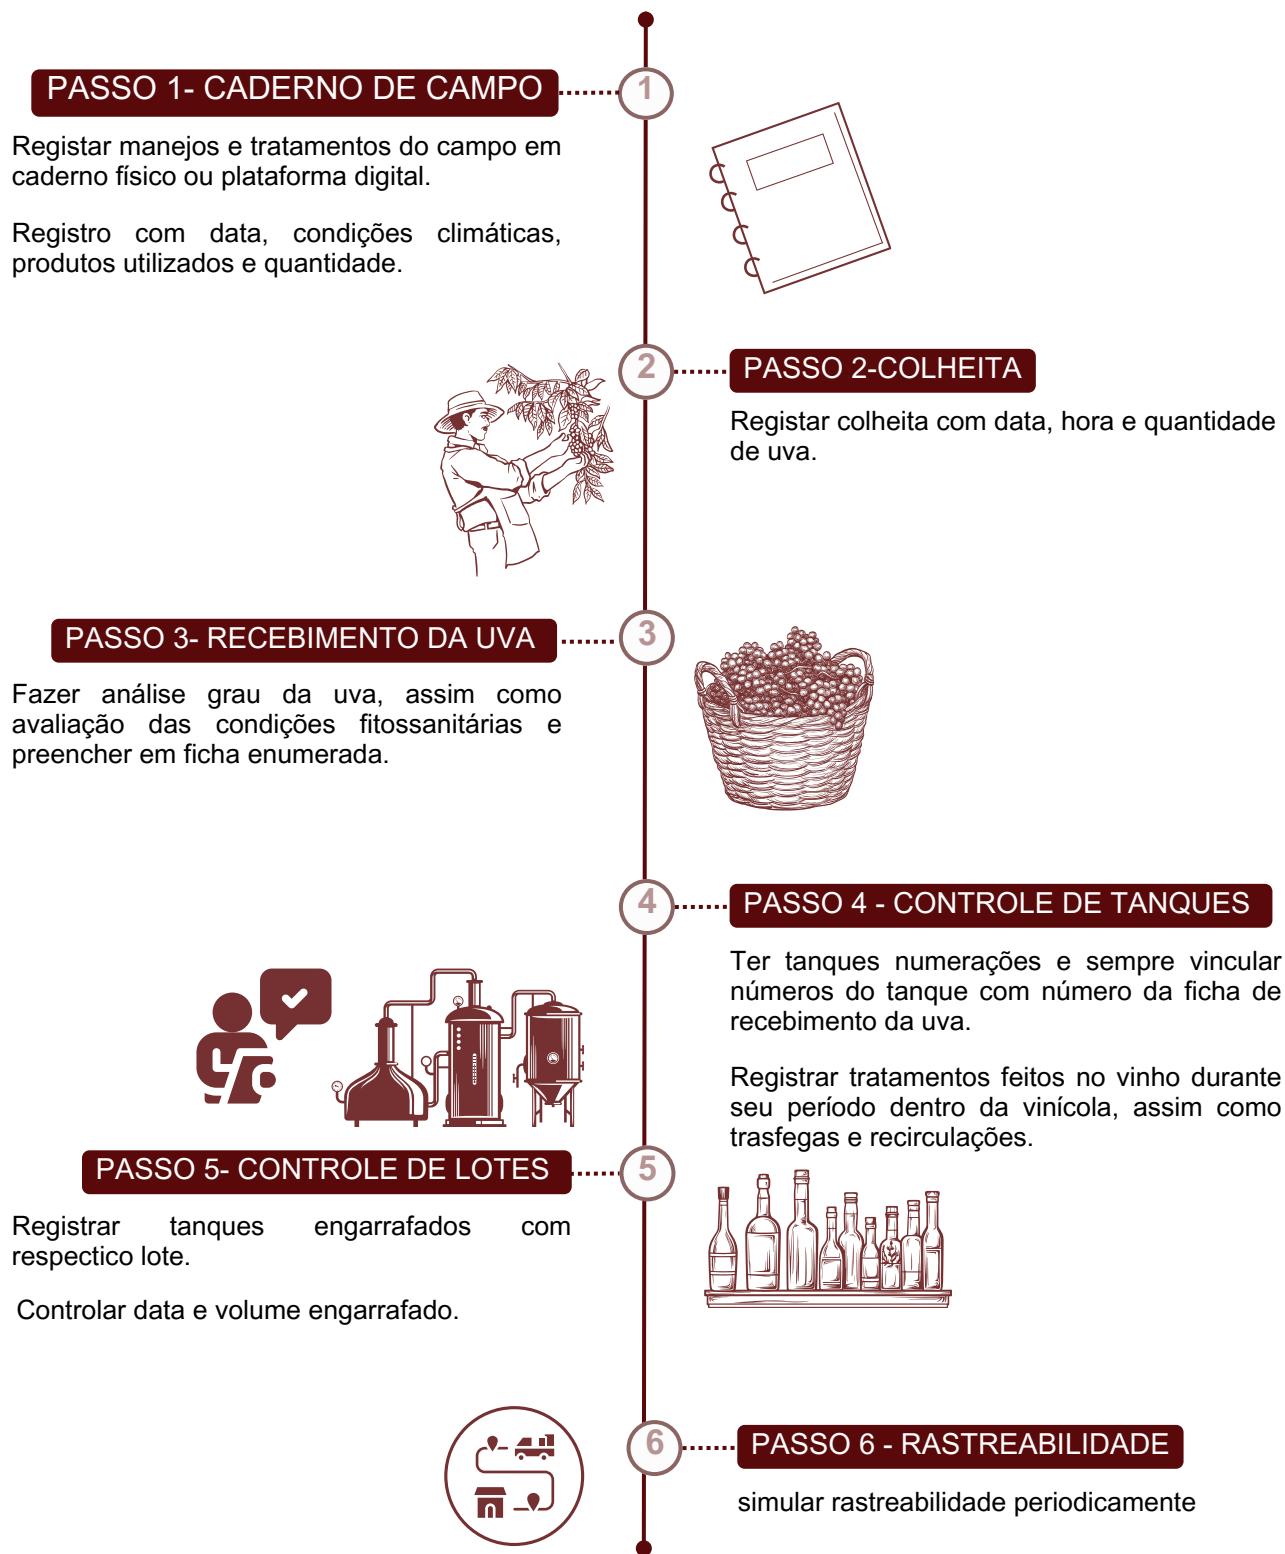 1
PASSO 1- CADERNO DE CAMPO
Registar manejos e tratamentos do campo em
caderno físico ou plataforma digital.
Registro com data, condições climáticas,
produtos utilizados e quantidade.
2
PASSO 2-COLHEITA
Registar colheita com data, hora e quantidade
de uva.
3
PASSO 3- RECEBIMENTO DA UVA
Fazer análise grau da uva, assim como
avaliação das condições fitossanitárias e
preencher em ficha enumerada.
4
PASSO 4 - CONTROLE DE TANQUES
Ter tanques numerações e sempre vincular
números do tanque com número da ficha de
recebimento da uva.
Registrar tratamentos feitos no vinho durante
seu período dentro da vinícola, assim como
trasfegas e recirculações.
5
PASSO 5- CONTROLE DE LOTES
Registrar tanques engarrafados com
respectico lote.
Controlar data e volume engarrafado.
6
PASSO 6 - RASTREABILIDADE
simular rastreabilidade periodicamente